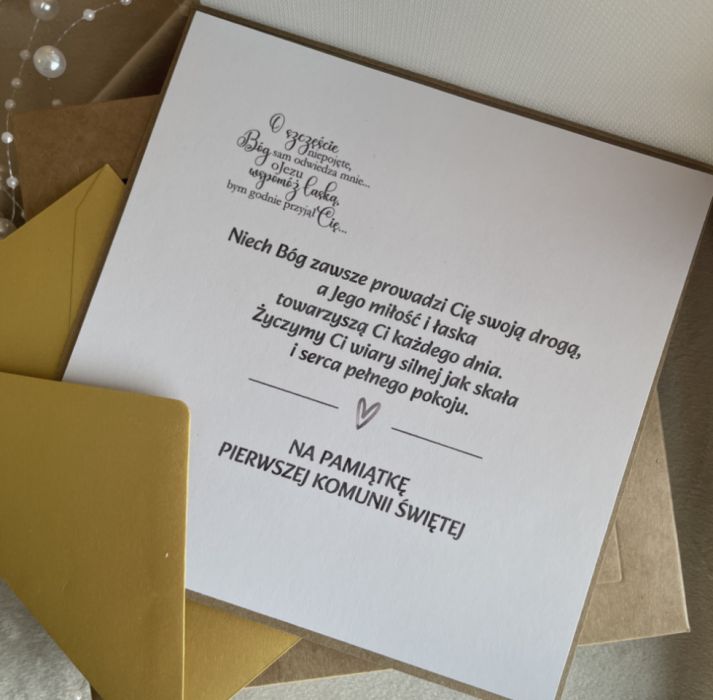 O szczęście
niepojęte,
Bóg sam odwiedza mnie...
oJezu
wspomóż łaską,
bym godnie przyjął Cię...
Niech Bóg zawsze prowadzi Cię swoją drogą,
a Jego miłość i łaska
towarzyszą Ci każdego dnia.
Życzymy Ci wiary silnej jak skała
i serca pełnego pokoju.
NA PAMIĄTKĘ
PIERWSZEJ KOMUNII ŚWIĘTEJ